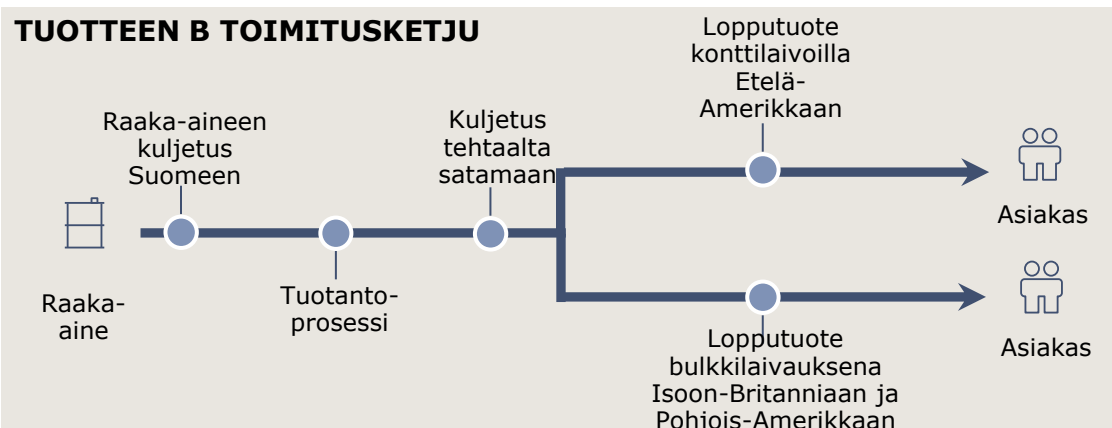 TUOTTEEN B TOIMITUSKETJU
Raaka-
aine
Raaka-aineen
kuljetus
Suomeen
Tuotanto-
prosessi
Kuljetus
tehtaalta
satamaan
Lopputuote
konttilaivoilla
Etelä-
Amerikkaan
Asiakas
Lopputuote
bulkkilaivauksena
Isoon-Britanniaan ja
Pohjois-Amerikkaan
Asiakas